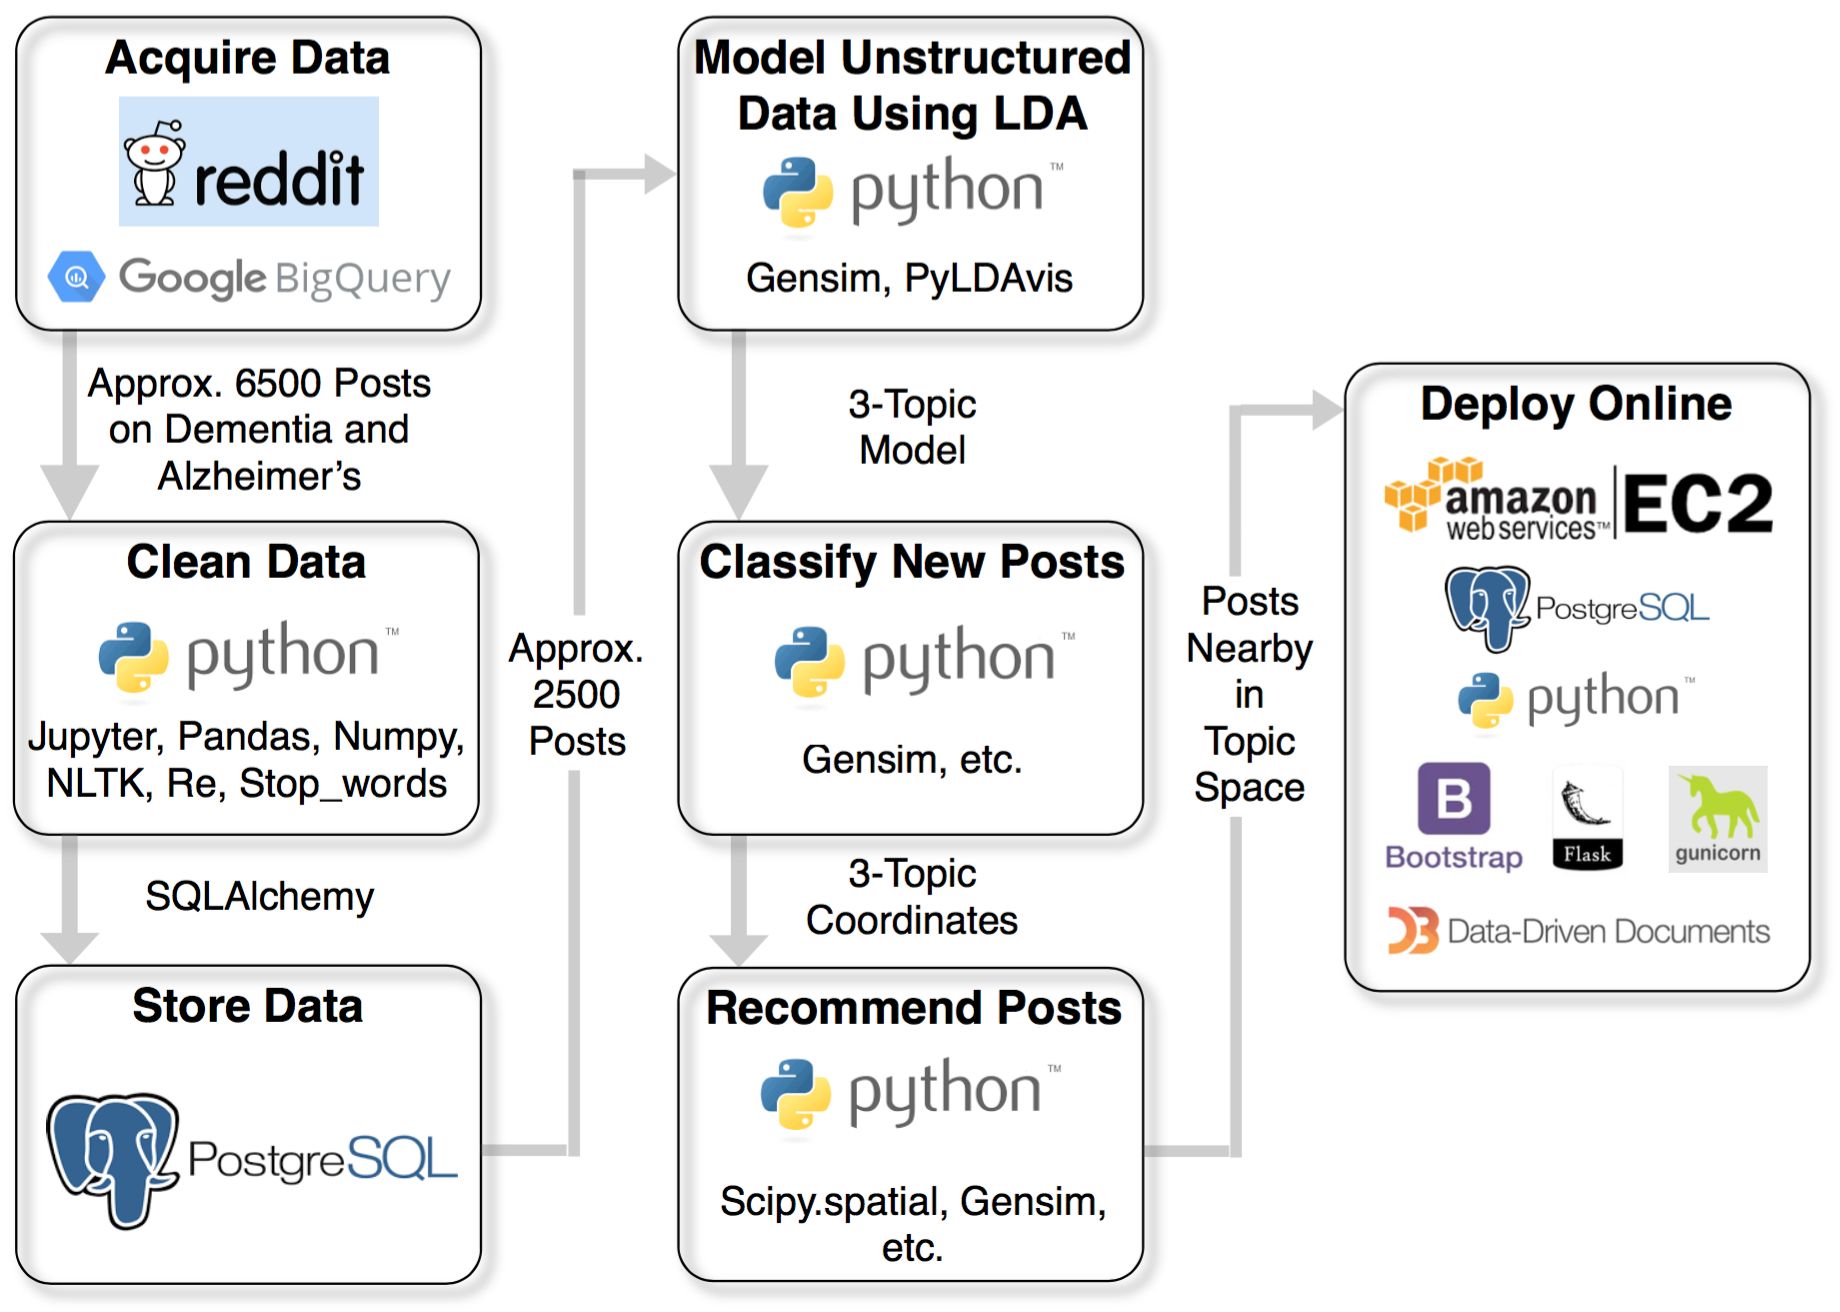 Acquire Data
reddit
Google BigQuery
Approx. 6500 Posts
on Dementia and
Alzheimer’s
Clean Data
python™
Jupyter, Pandas, Numpy,
NLTK, Re, Stop_words
SQLAlchemy
Store Data
PostgreSQL
Approx.
2500
Posts
Model Unstructured
Data Using LDA
python™
Gensim, PyLDAvis
3-Topic
Model
Classify New Posts
python™
Gensim, etc.
3-Topic
Coordinates
Recommend Posts
python™
Scipy.spatial, Gensim,
etc.
Posts
Nearby
in
Topic
Space
Deploy Online
amazon
web services™
EC2
PostgreSQL
python™
B
Bootstrap
Flask
gunicorn
D3 Data-Driven Documents